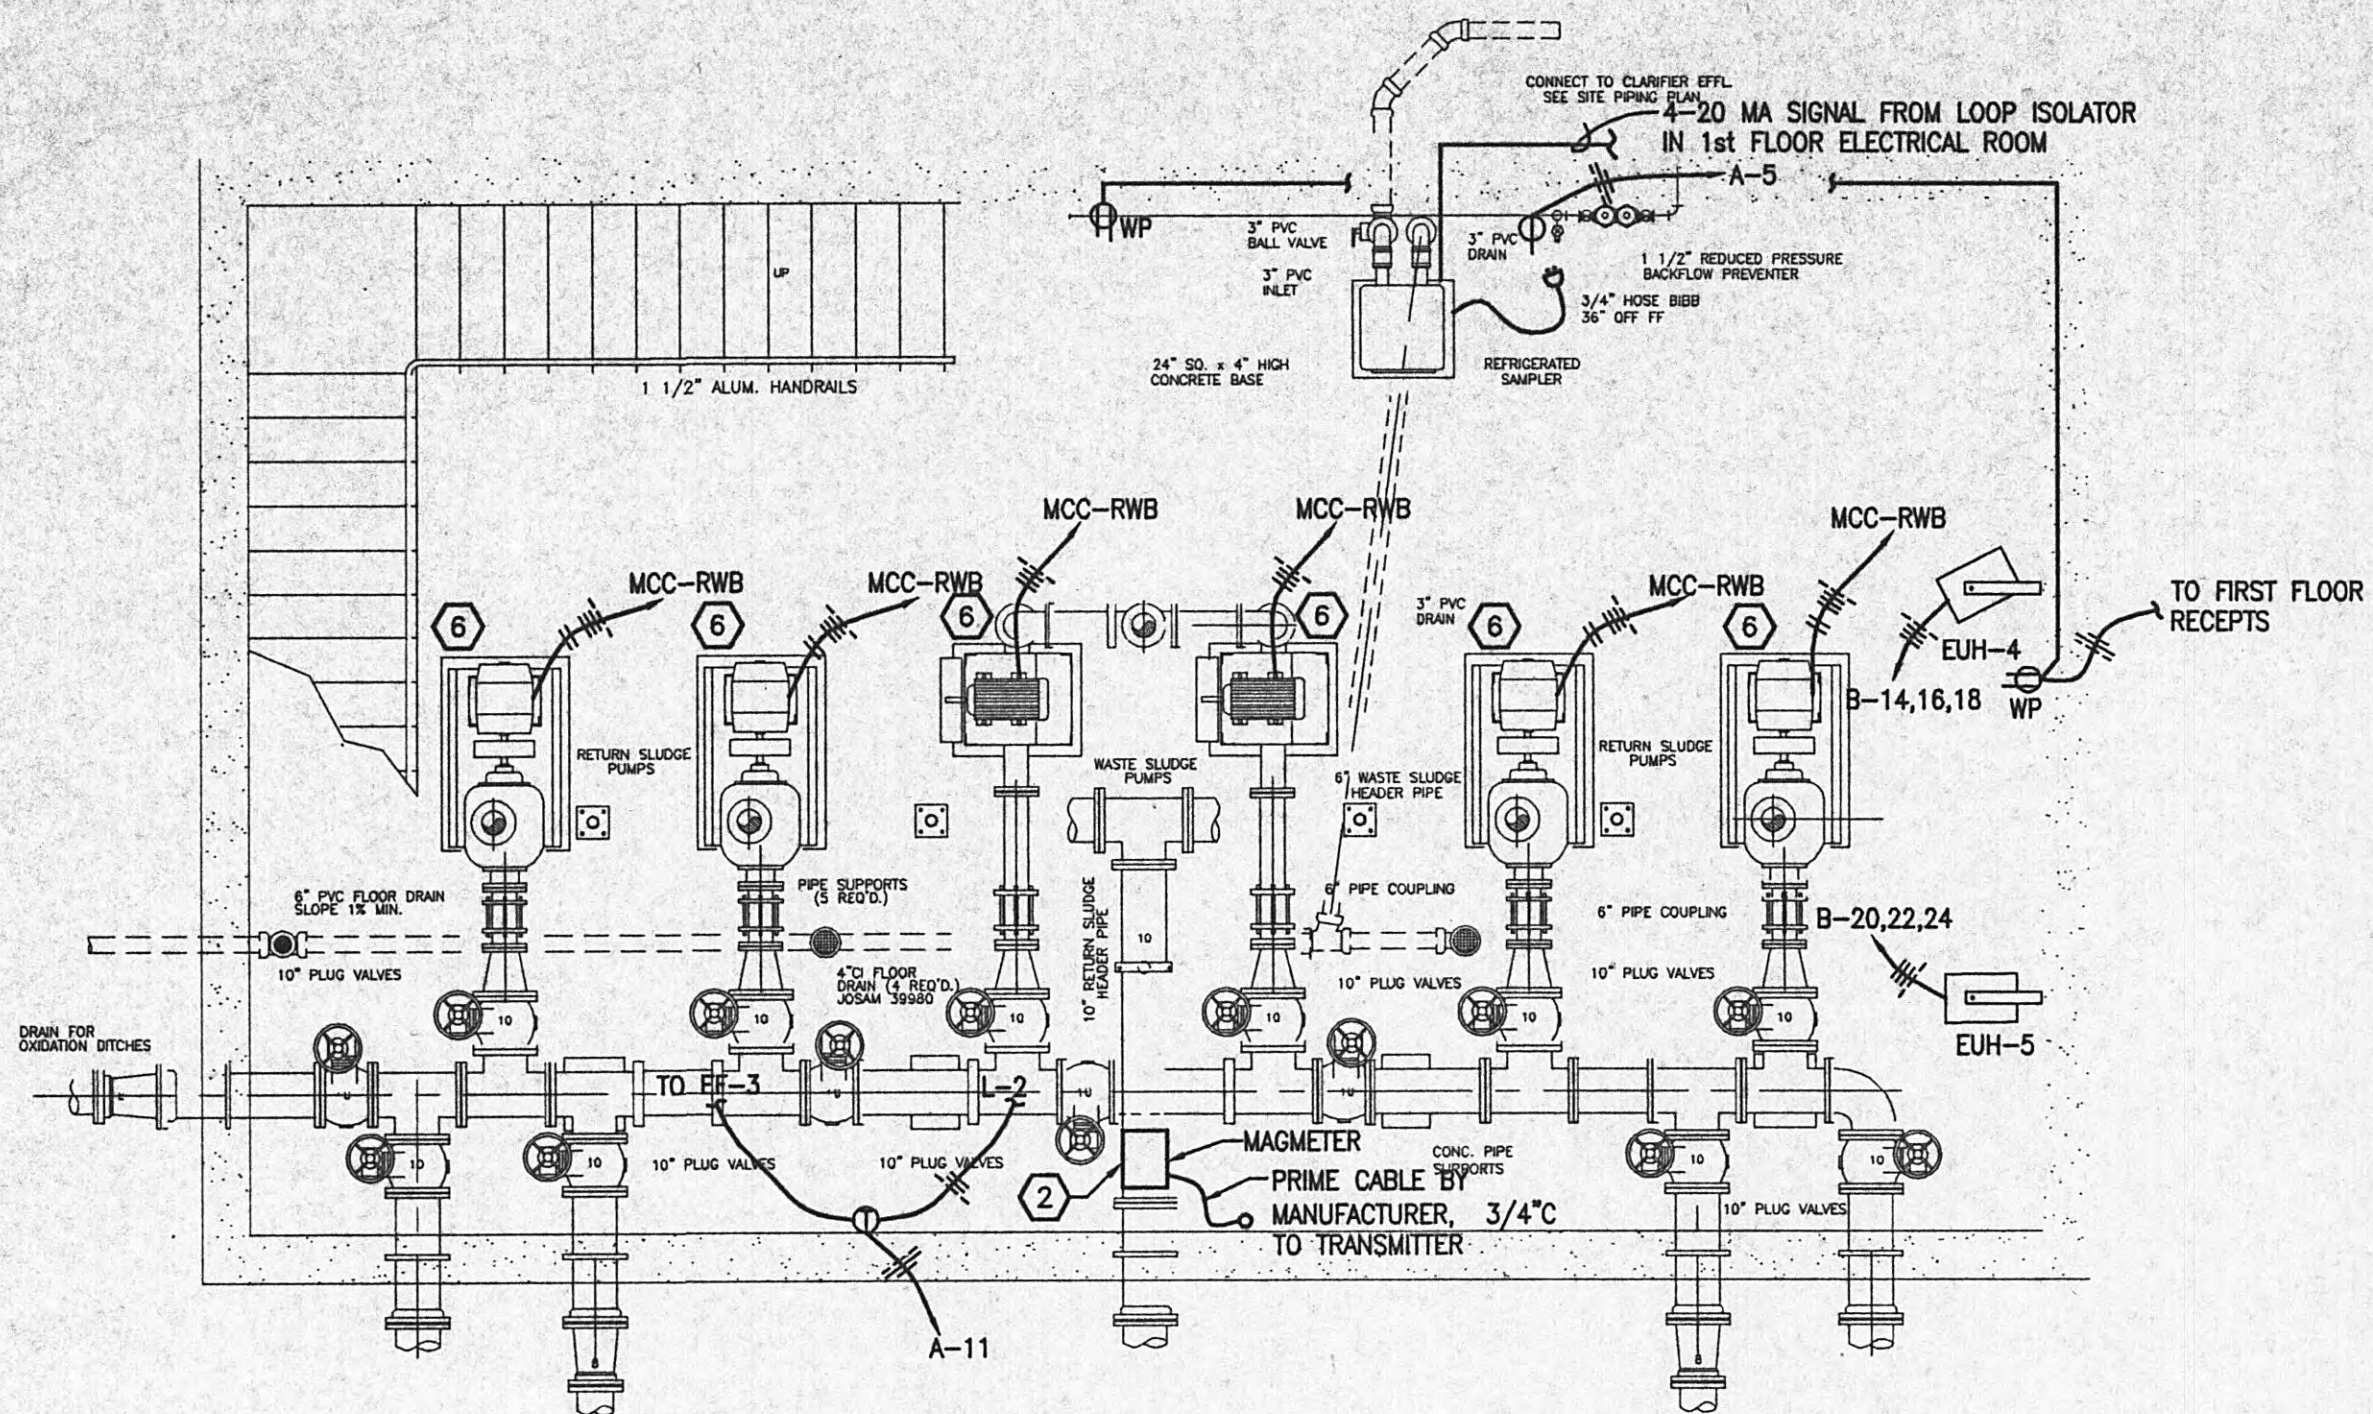 CONNECT TO CLARIFIER EFFL.
SEE SITE PIPING PLAN
4-20 MA SIGNAL FROM LOOP ISOLATOR
IN 1st FLOOR ELECTRICAL ROOM
A-5
WP
3" PVC
BALL VALVE
3" PVC
DRAIN
1 1/2" REDUCED PRESSURE
BACKFLOW PREVENTER
3" PVC
INLET
3/4" HOSE BIBB
36" OFF FF
UP
24" SQ. x 4" HIGH
CONCRETE BASE
REFRIGERATED
SAMPLER
1 1/2" ALUM. HANDRAILS
MCC-RWB
MCC-RWB
MCC-RWB
MCC-RWB
MCC-RWB
MCC-RWB
6
6
6
6
6
6
3" PVC
DRAIN
TO FIRST FLOOR
RECEPTS
EUH-4
B-14,16,18
WP
RETURN SLUDGE
PUMPS
WASTE SLUDGE
PUMPS
RETURN SLUDGE
PUMPS
6" WASTE SLUDGE
HEADER PIPE
6" PVC FLOOR DRAIN
SLOPE 1% MIN.
PIPE SUPPORTS
(5 REQ'D.)
10" RETURN SLUDGE
HEADER PIPE
10
6" PIPE COUPLING
6" PIPE COUPLING
B-20,22,24
10" PLUG VALVES
4"CI FLOOR
DRAIN (4 REQ'D.)
JOSAM 39980
10" PLUG VALVES
10" PLUG VALVES
10
10
10
10
10
10
EUH-5
DRAIN FOR
OXIDATION DITCHES
TO EF-3
L-2
10
10
10
10
10" PLUG VALVES
10" PLUG VALVES
2
MAGMETER
PRIME CABLE BY
MANUFACTURER, 3/4"C
TO TRANSMITTER
CONC. PIPE
SUPPORTS
10
10
10" PLUG VALVES
A-11
8
8